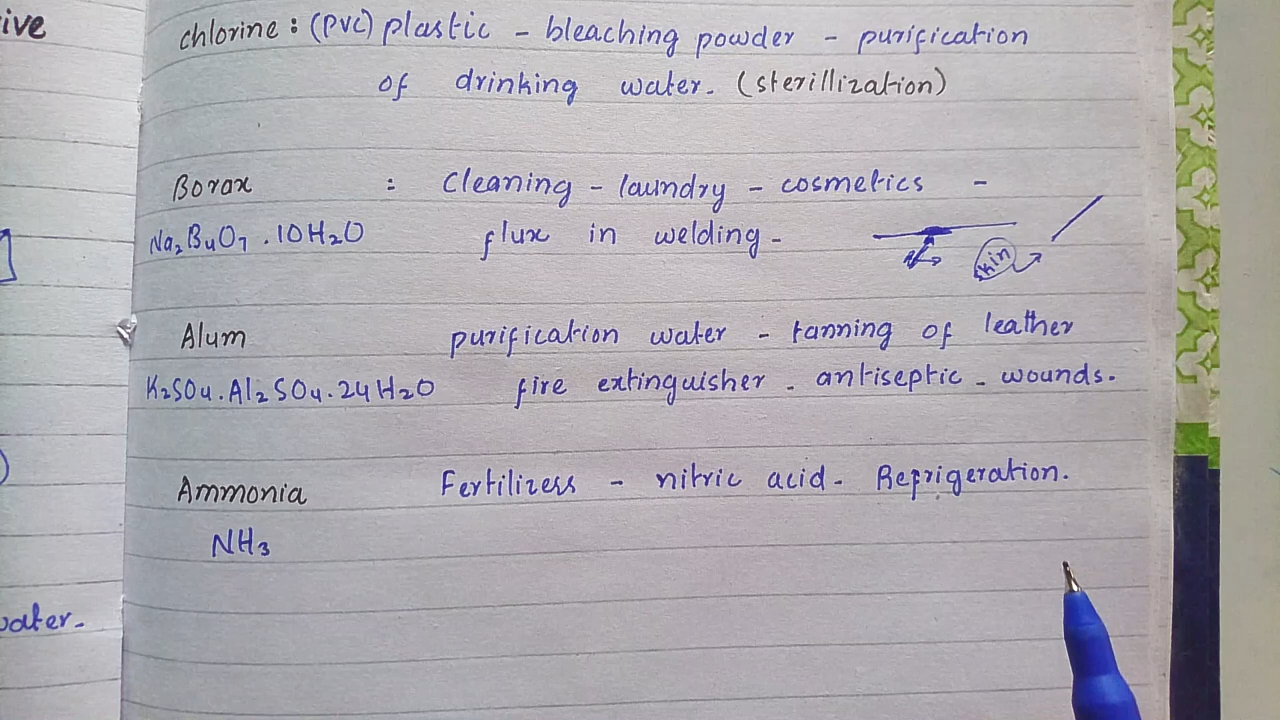 ive
chlorine : (PVC) plastic - bleaching powder - purification
of drinking water. (sterillization)
Borax : Cleaning - laundry - cosmetics -
Na₂B4O7 .10H₂O flux in welding -
skin
Alum purification water - tanning of leather
K₂SO4.Al₂SO4.24H₂O fire extinguisher - antiseptic - wounds.
Ammonia Fertilizess - nitric acid - Refrigeration.
NH₃
water-